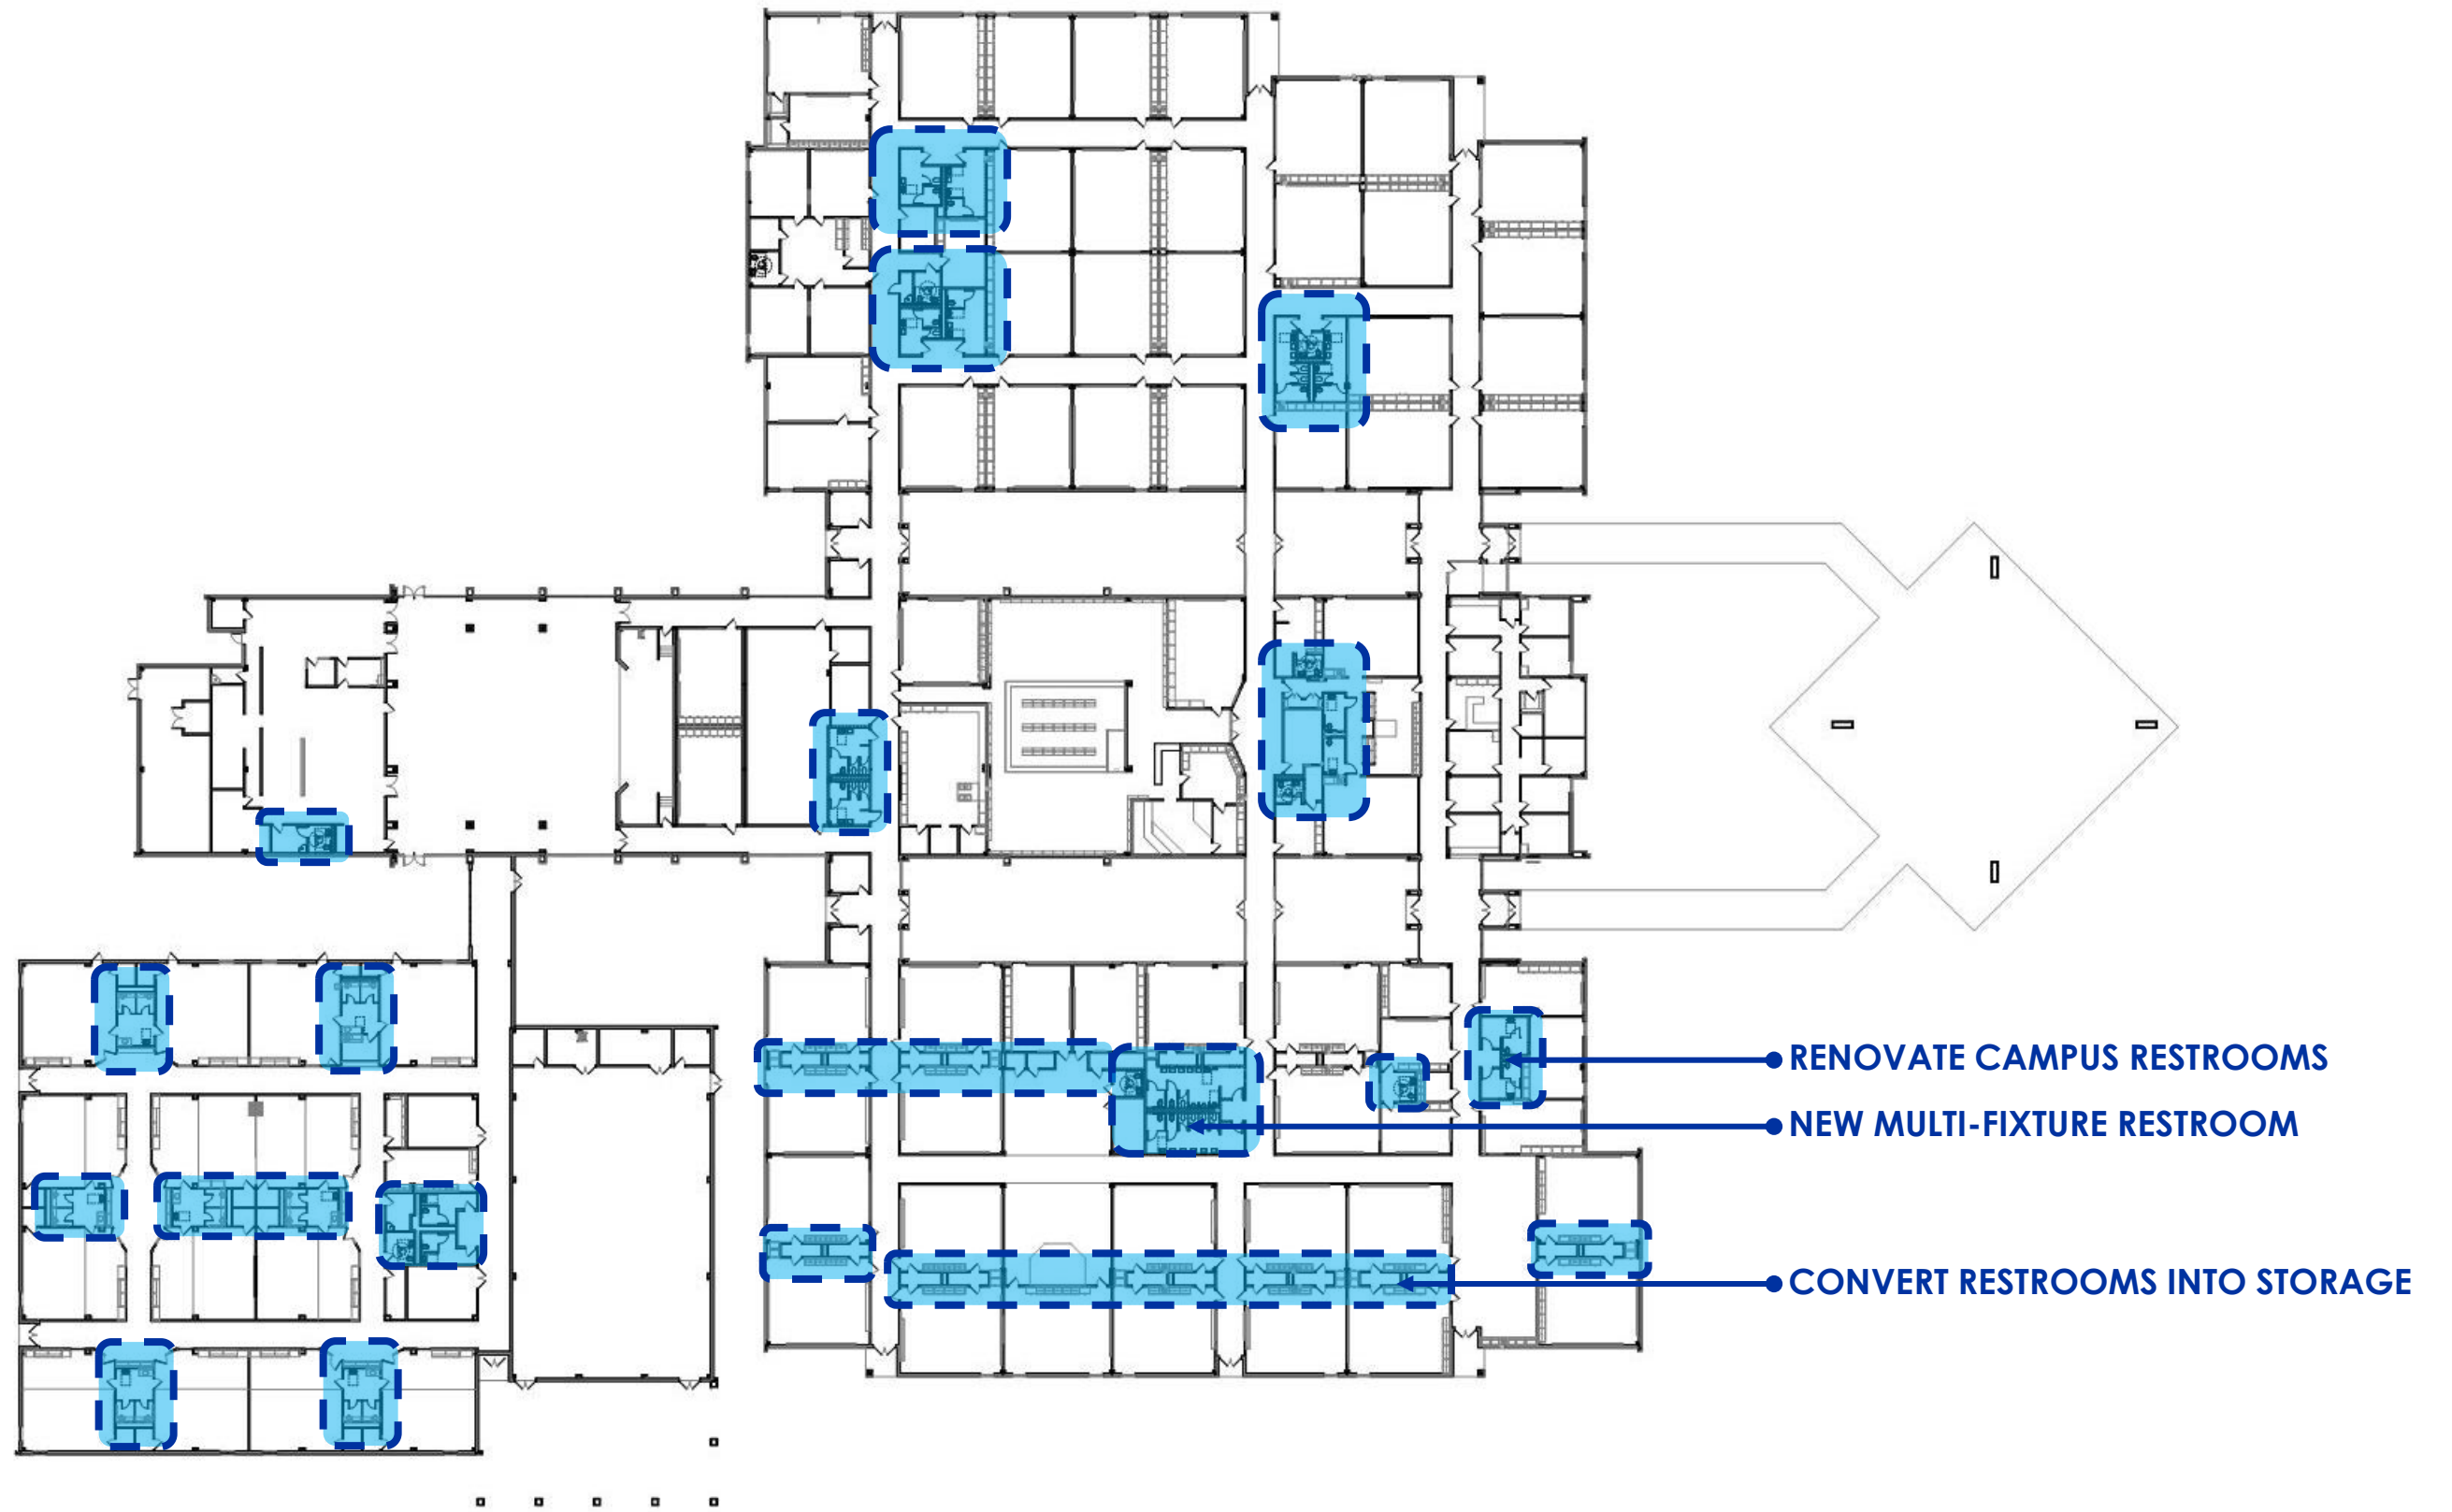 RENOVATE CAMPUS RESTROOMS
NEW MULTI-FIXTURE RESTROOM
CONVERT RESTROOMS INTO STORAGE